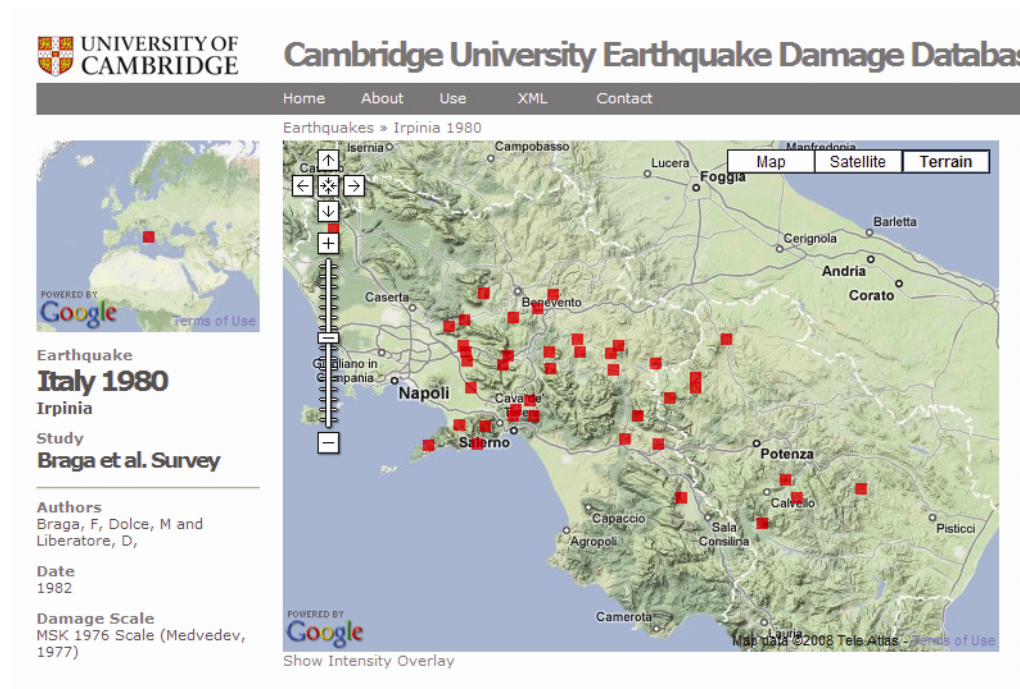 UNIVERSITY OF
CAMBRIDGE
Cambridge University Earthquake Damage Databas
Home About Use XML Contact
Earthquakes » Irpinia 1980
POWERED BY
Google
Terms of Use
Earthquake
Italy 1980
Irpinia
Study
Braga et al. Survey
Authors
Braga, F, Dolce, M and
Liberatore, D,
Date
1982
Damage Scale
MSK 1976 Scale (Medvedev,
1977)
Isernia
Campobasso
Manfredonia
Map Satellite Terrain
Lucera
Foggia
Barletta
Cerignola
Andria
Corato
Caserta
Benevento
Napoli
Salerno
Potenza
Calvello
Capaccio
Sala
Consilina
Pisticci
Agropoli
Camerota
Lauria
POWERED BY
Google
Map data ©2008 Tele Atlas - Terms of Use
Show Intensity Overlay